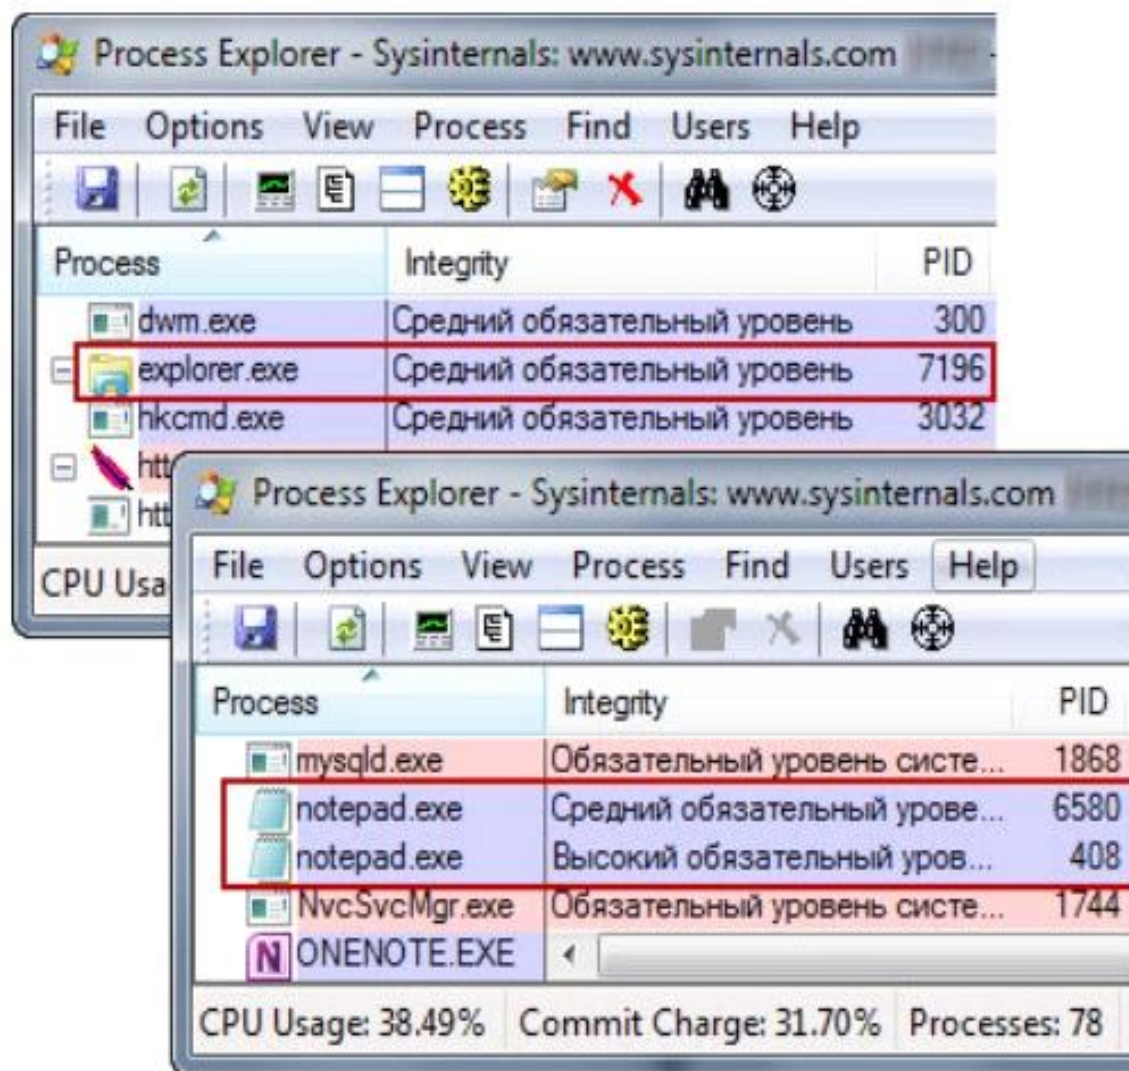 Process Explorer - Sysinternals: www.sysinternals.com
File Options View Process Find Users Help
Process Integrity PID
dwm.exe Средний обязательный уровень 300
explorer.exe Средний обязательный уровень 7196
hkcmd.exe Средний обязательный уровень 3032
htt
htt
CPU Usa
Process Explorer - Sysinternals: www.sysinternals.com
File Options View Process Find Users Help
Process Integrity PID
mysqld.exe Обязательный уровень систе... 1868
notepad.exe Средний обязательный урове... 6580
notepad.exe Высокий обязательный уров... 408
NvcSvcMgr.exe Обязательный уровень систе... 1744
ONENOTE.EXE
CPU Usage: 38.49% Commit Charge: 31.70% Processes: 78